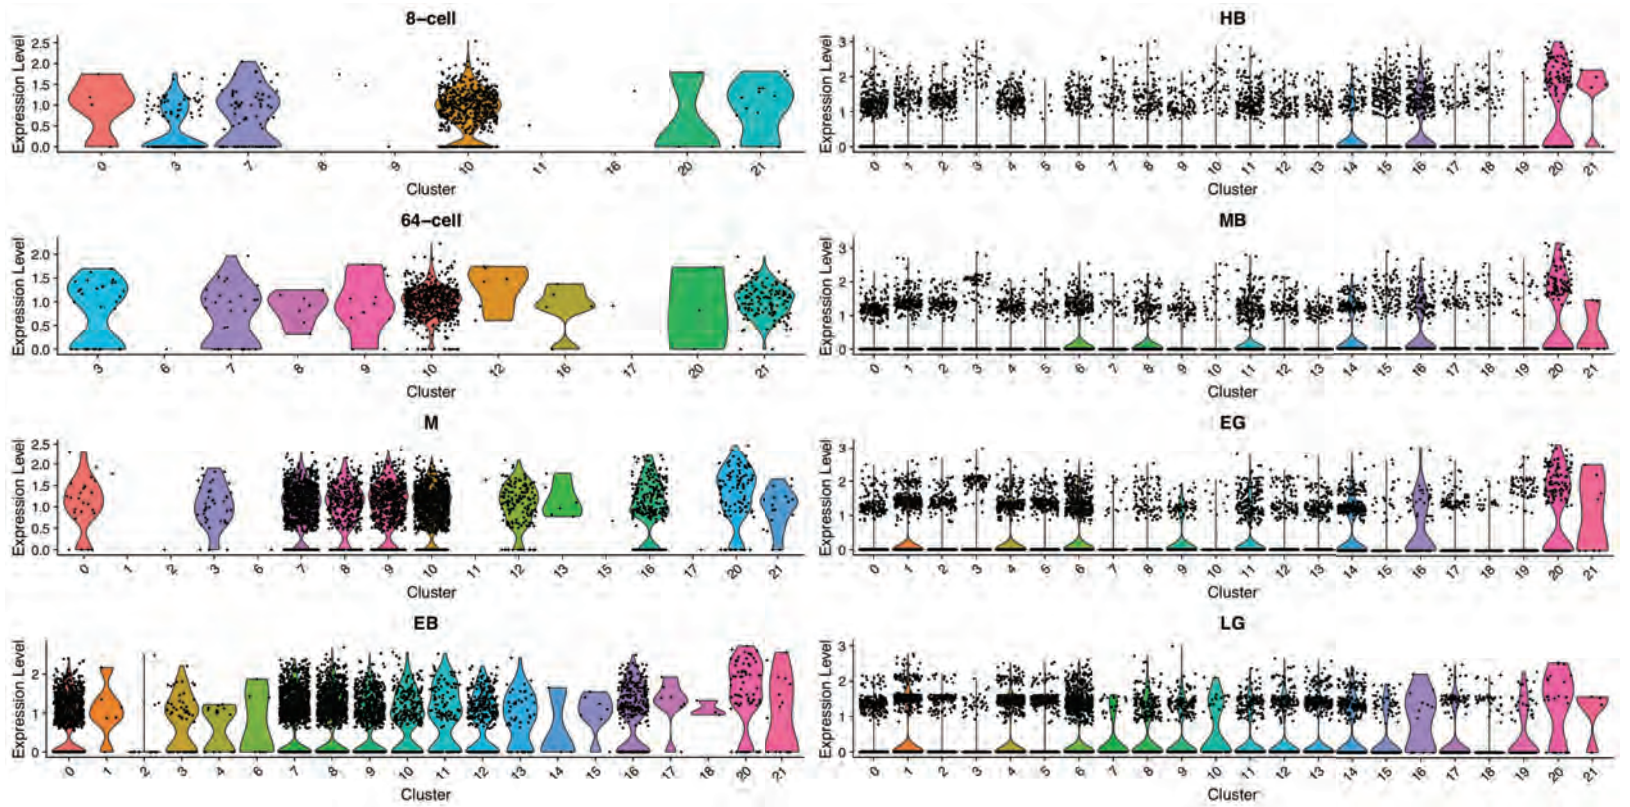 8-cell
Expression Level
2.5
2.0
1.5
1.0
0.5
0.0
0 3 7 8 9 10 11 16 20 21
Cluster
HB
Expression Level
3
2
1
0
0 1 2 3 4 5 6 7 8 9 10 11 12 13 14 15 16 17 18 19 20 21
Cluster
64-cell
Expression Level
2.0
1.5
1.0
0.5
0.0
3 6 7 8 9 10 12 16 17 20 21
Cluster
MB
Expression Level
3
2
1
0
0 1 2 3 4 5 6 7 8 9 10 11 12 13 14 15 16 17 18 19 20 21
Cluster
M
Expression Level
2.5
2.0
1.5
1.0
0.5
0.0
0 1 2 3 6 7 8 9 10 11 12 13 15 16 17 20 21
Cluster
EG
Expression Level
3
2
1
0
0 1 2 3 4 5 6 7 8 9 10 11 12 13 14 15 16 17 18 19 20 21
Cluster
EB
Expression Level
2
1
0
0 1 2 3 4 6 7 8 9 10 11 12 13 14 15 16 17 18 20 21
Cluster
LG
Expression Level
3
2
1
0
0 1 2 3 4 5 6 7 8 9 10 11 12 13 14 15 16 17 18 19 20 21
Cluster